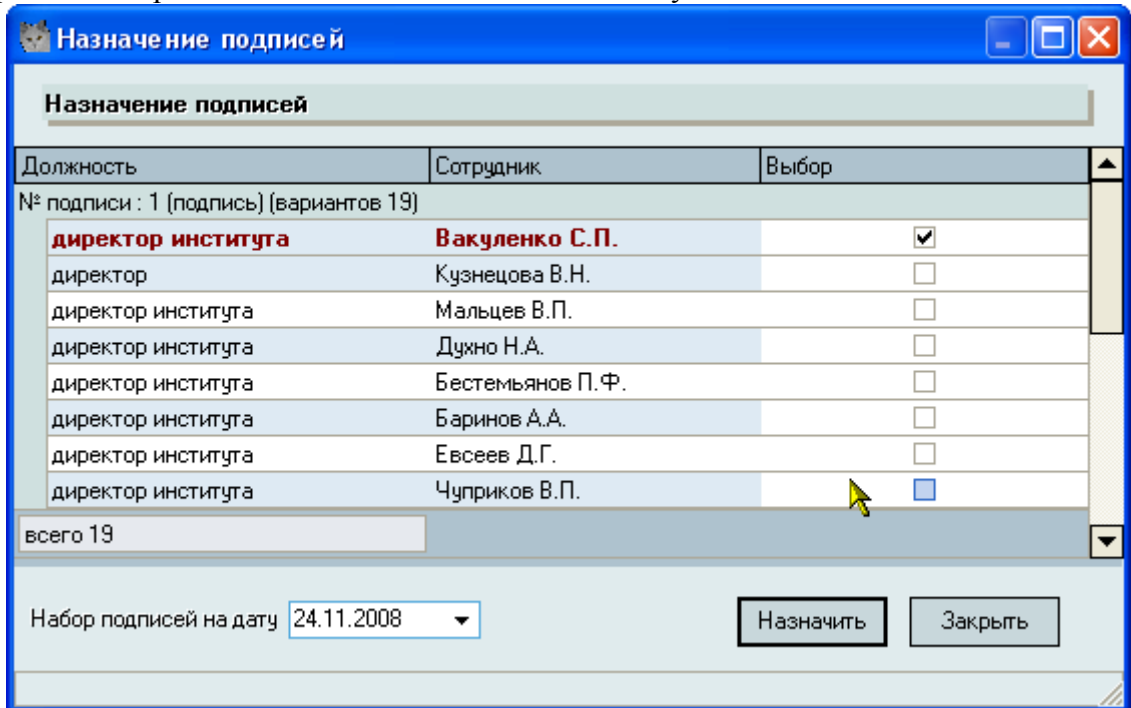 Назначение подписей
Назначение подписей
Должность Сотрудник Выбор
№ подписи : 1 (подпись) (вариантов 19)
директор института Вакуленко С.П.
директор Кузнецова В.Н.
директор института Мальцев В.П.
директор института Духно Н.А.
директор института Бестемьянов П.Ф.
директор института Баринов А.А.
директор института Евсеев Д.Г.
директор института Чуприков В.П.
всего 19
Набор подписей на дату 24.11.2008 Назначить Закрыть